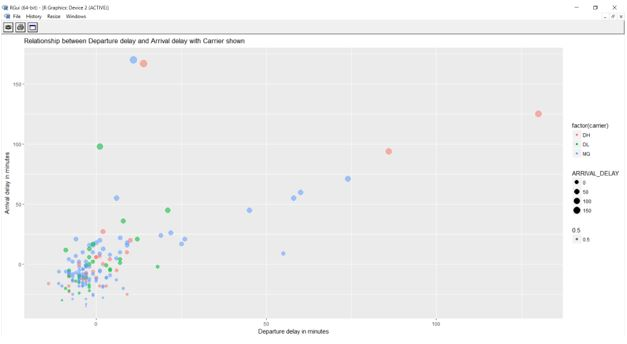 RGui (64-bit) - [R Graphics: Device 2 (ACTIVE)]
File History Resize Windows
Relationship between Departure delay and Arrival delay with Carrier shown
150
100
50
0
Arrival delay in minutes
0 50 100
Departure delay in minutes
factor(carrier)
DH
DL
MQ
ARRIVAL_DELAY
0
50
100
150
0.5
0.5